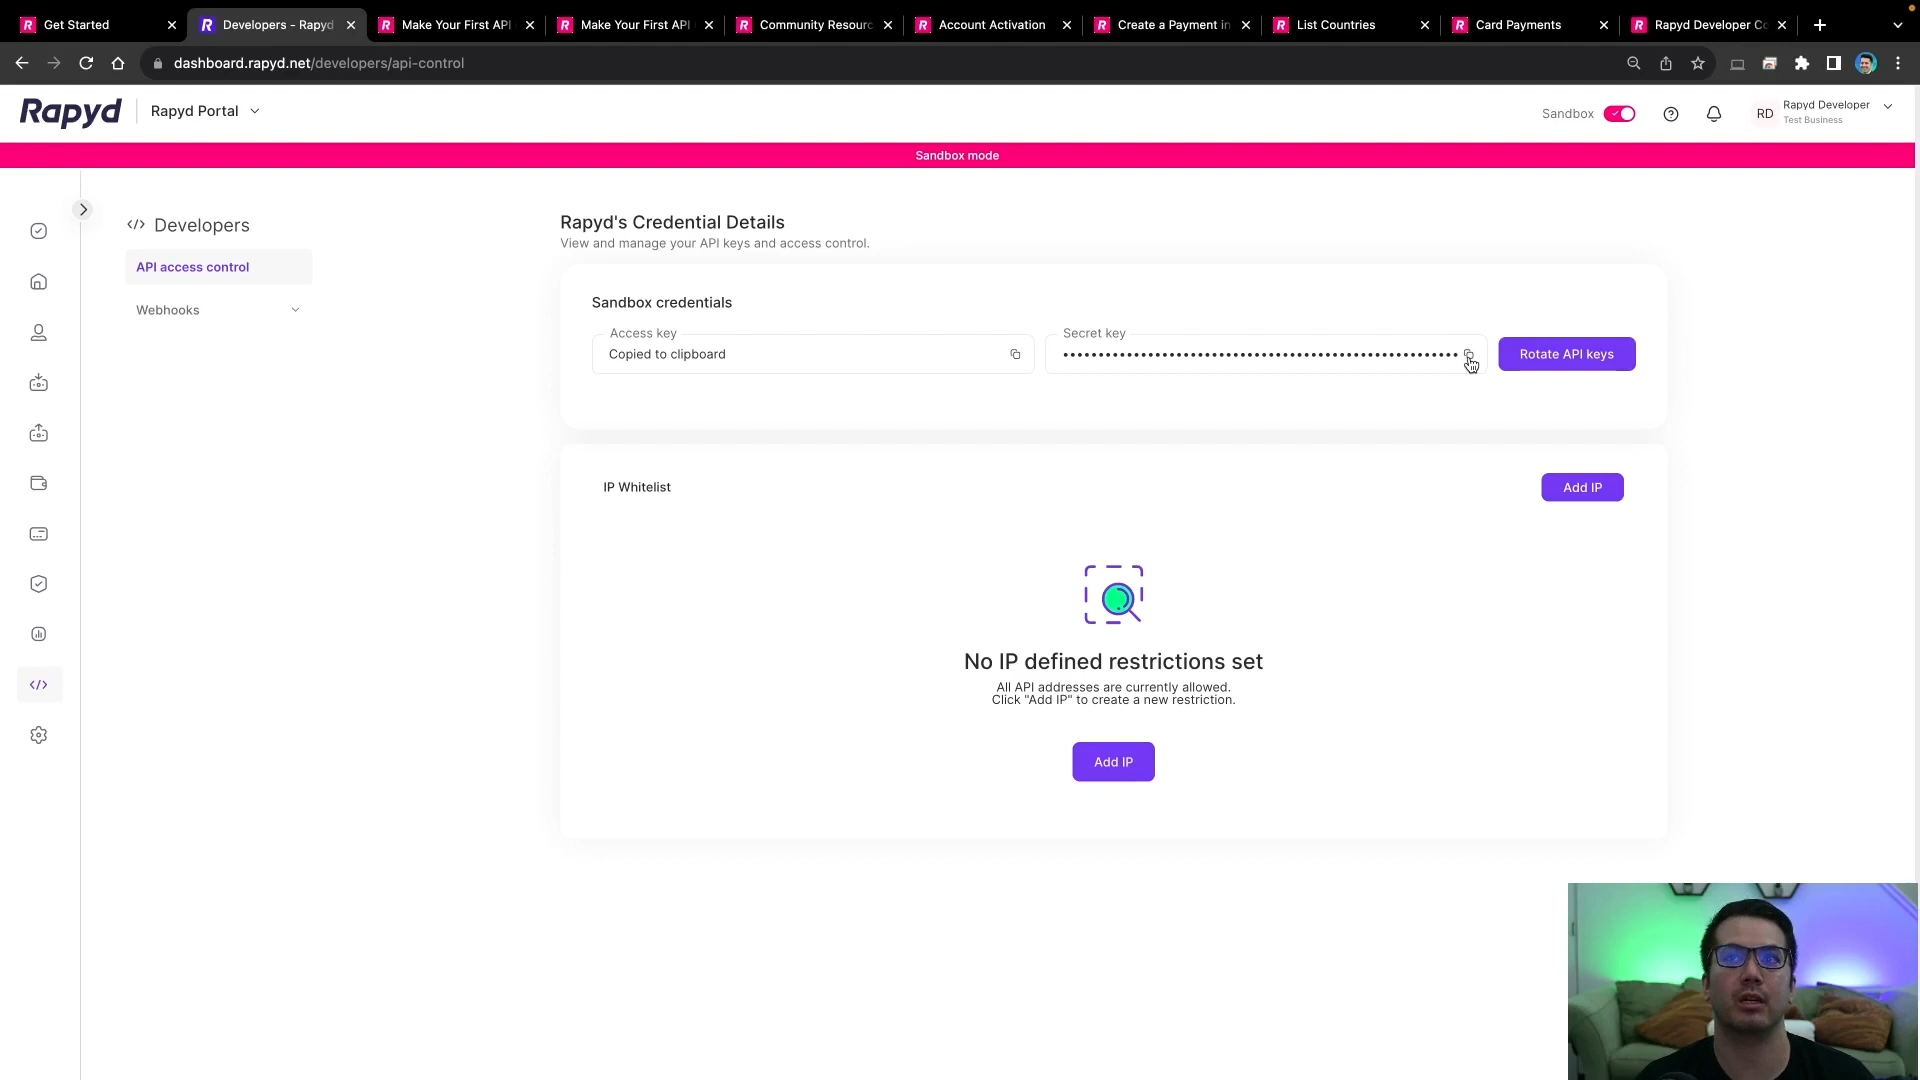 Get Started
Developers - Rapyd
Make Your First API
Make Your First API
Community Resourc
Account Activation
Create a Payment in
List Countries
Card Payments
Rapyd Developer Co
dashboard.rapyd.net/developers/api-control
Rapyd
Rapyd Portal
Sandbox
RD
Rapyd Developer
Test Business
Sandbox mode
</> Developers
API access control
Webhooks
Rapyd's Credential Details
View and manage your API keys and access control.
Sandbox credentials
Access key
Copied to clipboard
Secret key
Rotate API keys
IP Whitelist
Add IP
No IP defined restrictions set
All API addresses are currently allowed.
Click "Add IP" to create a new restriction.
Add IP